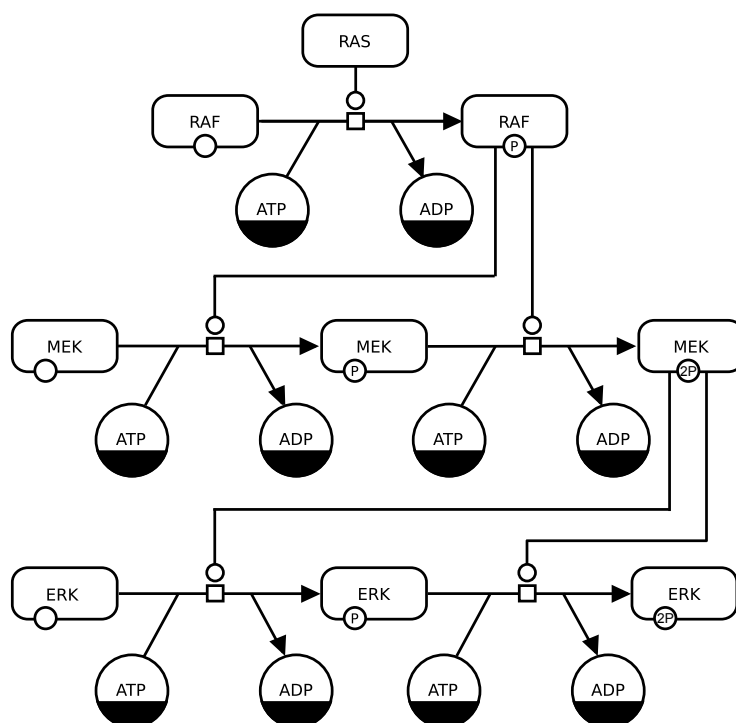 RAS
RAF
RAF
P
ATP
ADP
MEK
MEK
MEK
P
2P
ATP
ADP
ATP
ADP
ERK
ERK
ERK
P
2P
ATP
ADP
ATP
ADP